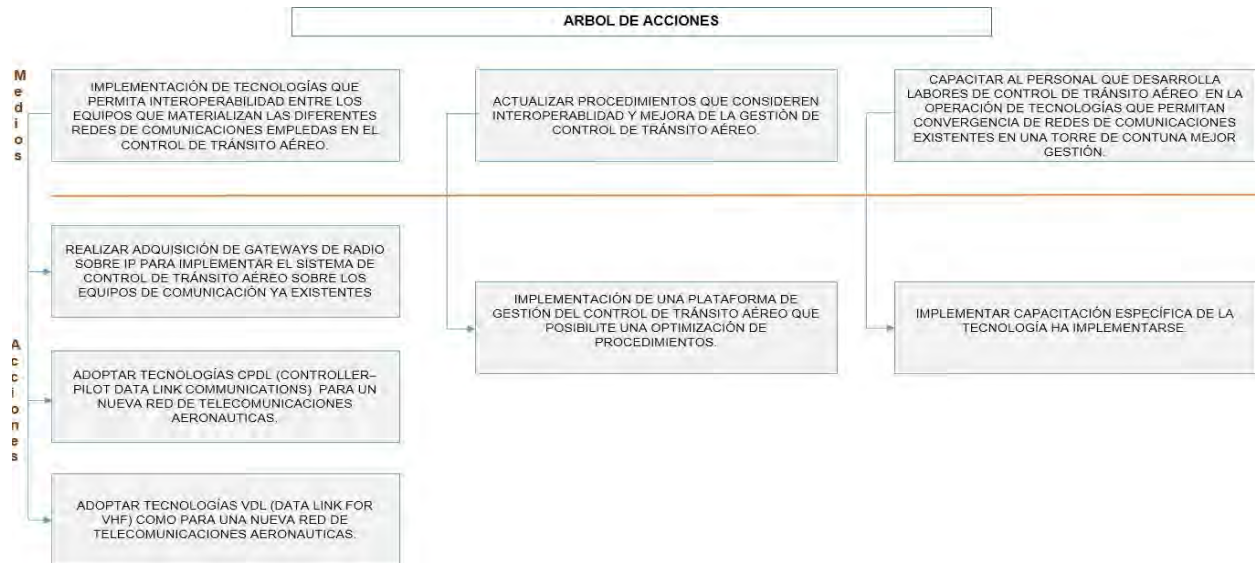 ARBOL DE ACCIONES
Medios
IMPLEMENTACIÓN DE TECNOLOGÍAS QUE
PERMITA INTEROPERABILIDAD ENTRE LOS
EQUIPOS QUE MATERIALIZAN LAS DIFERENTES
REDES DE COMUNICACIONES EMPLEDAS EN EL
CONTROL DE TRÁNSITO AÉREO.
ACTUALIZAR PROCEDIMIENTOS QUE CONSIDEREN
INTEROPERABLIDAD Y MEJORA DE LA GESTIÓN DE
CONTROL DE TRÁNSITO AÉREO.
CAPACITAR AL PERSONAL QUE DESARROLLA
LABORES DE CONTROL DE TRÁNSITO AÉREO EN LA
OPERACIÓN DE TECNOLOGÍAS QUE PERMITAN
CONVERGENCIA DE REDES DE COMUNICACIONES
EXISTENTES EN UNA TORRE DE CONTUNA MEJOR
GESTIÓN.
Acciones
REALIZAR ADQUISICIÓN DE GATEWAYS DE RADIO
SOBRE IP PARA IMPLEMENTAR EL SISTEMA DE
CONTROL DE TRÁNSITO AÉREO SOBRE LOS
EQUIPOS DE COMUNICACIÓN YA EXISTENTES
ADOPTAR TECNOLOGÍAS CPDL (CONTROLLER–
PILOT DATA LINK COMMUNICATIONS) PARA UN
NUEVA RED DE TELECOMUNICACIONES
AERONAUTICAS.
ADOPTAR TECNOLOGÍAS VDL (DATA LINK FOR
VHF) COMO PARA UNA NUEVA RED DE
TELECOMUNICACIONES AERONAUTICAS.
IMPLEMENTACIÓN DE UNA PLATAFORMA DE
GESTIÓN DEL CONTROL DE TRÁNSITO AÉREO QUE
POSIBILITE UNA OPTIMIZACIÓN DE
PROCEDIMIENTOS.
IMPLEMENTAR CAPACITACIÓN ESPECÍFICA DE LA
TECNOLOGÍA HA IMPLEMENTARSE.